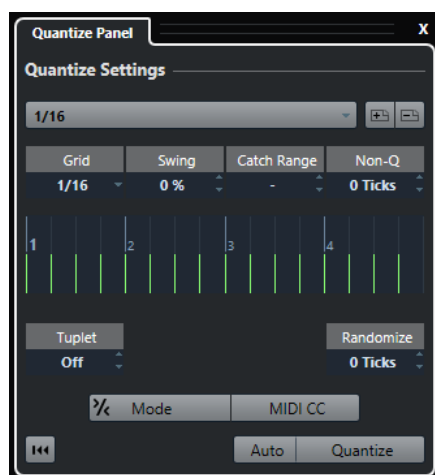 Quantize Panel X
Quantize Settings
1/16
Grid Swing Catch Range Non-Q
1/16 0 % - 0 Ticks
1 2 3 4
Tuplet Randomize
Off 0 Ticks
Mode MIDI CC
Auto Quantize